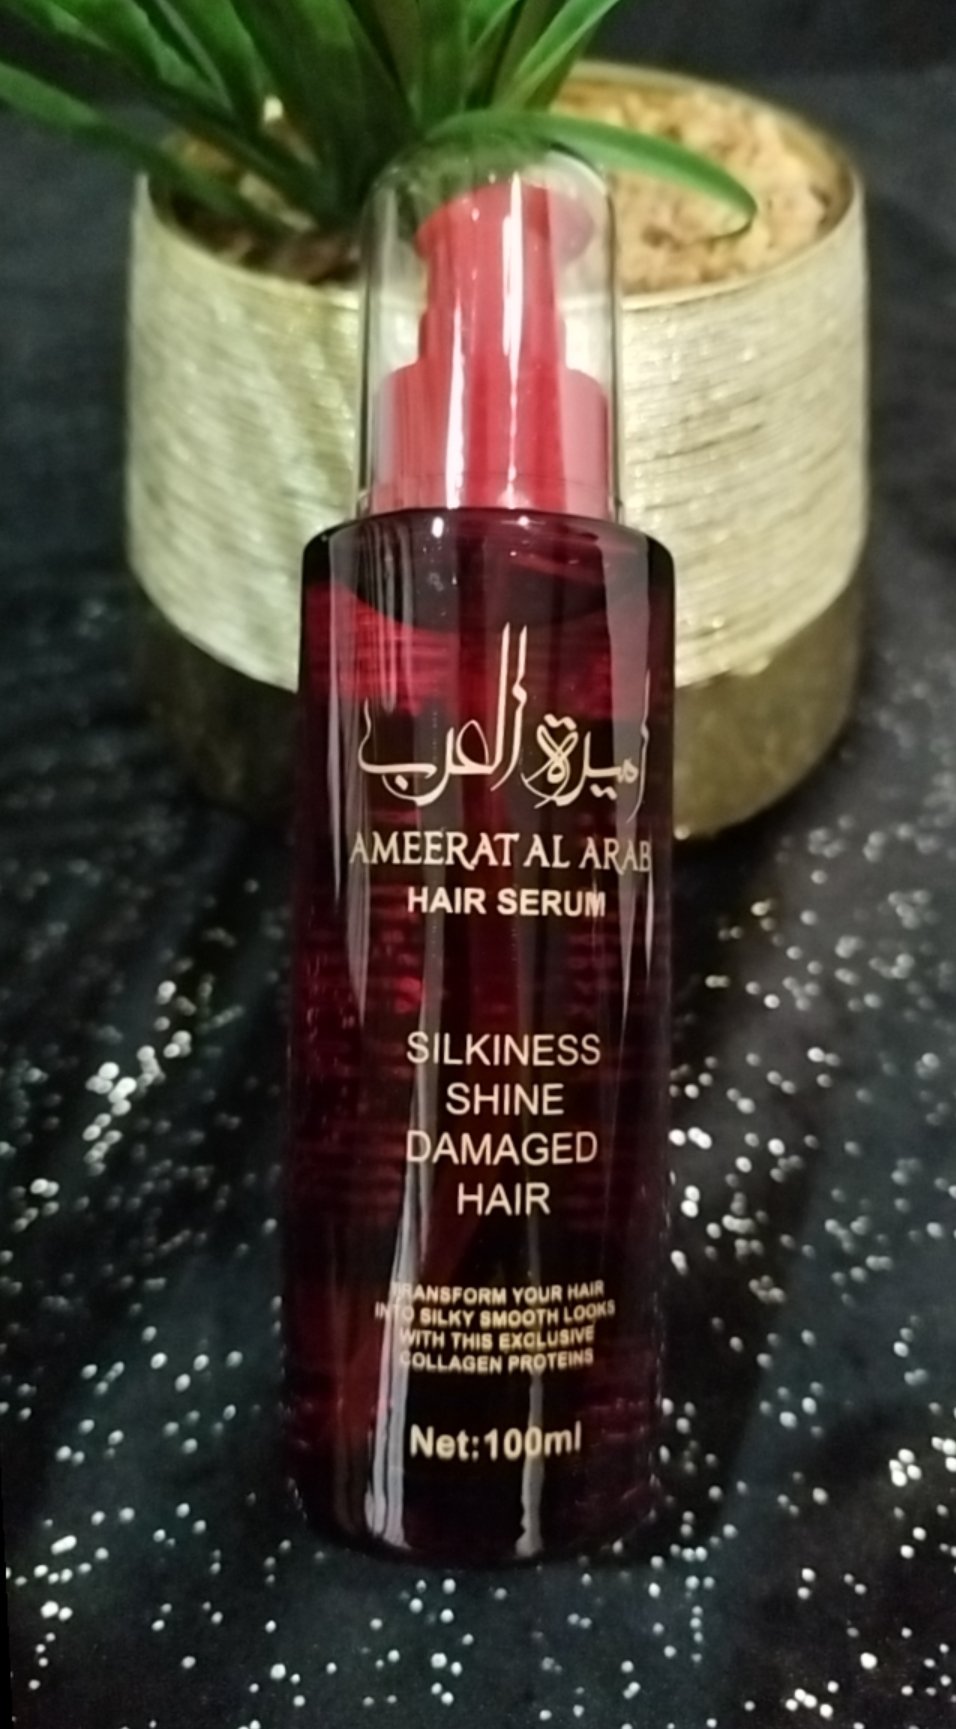 اميرة العرب
AMEERAT AL ARAB
HAIR SERUM
SILKINESS
SHINE
DAMAGED
HAIR
TRANSFORM YOUR HAIR
INTO SILKY SMOOTH LOOKS
WITH THIS EXCLUSIVE
COLLAGEN PROTEINS
Net:100ml